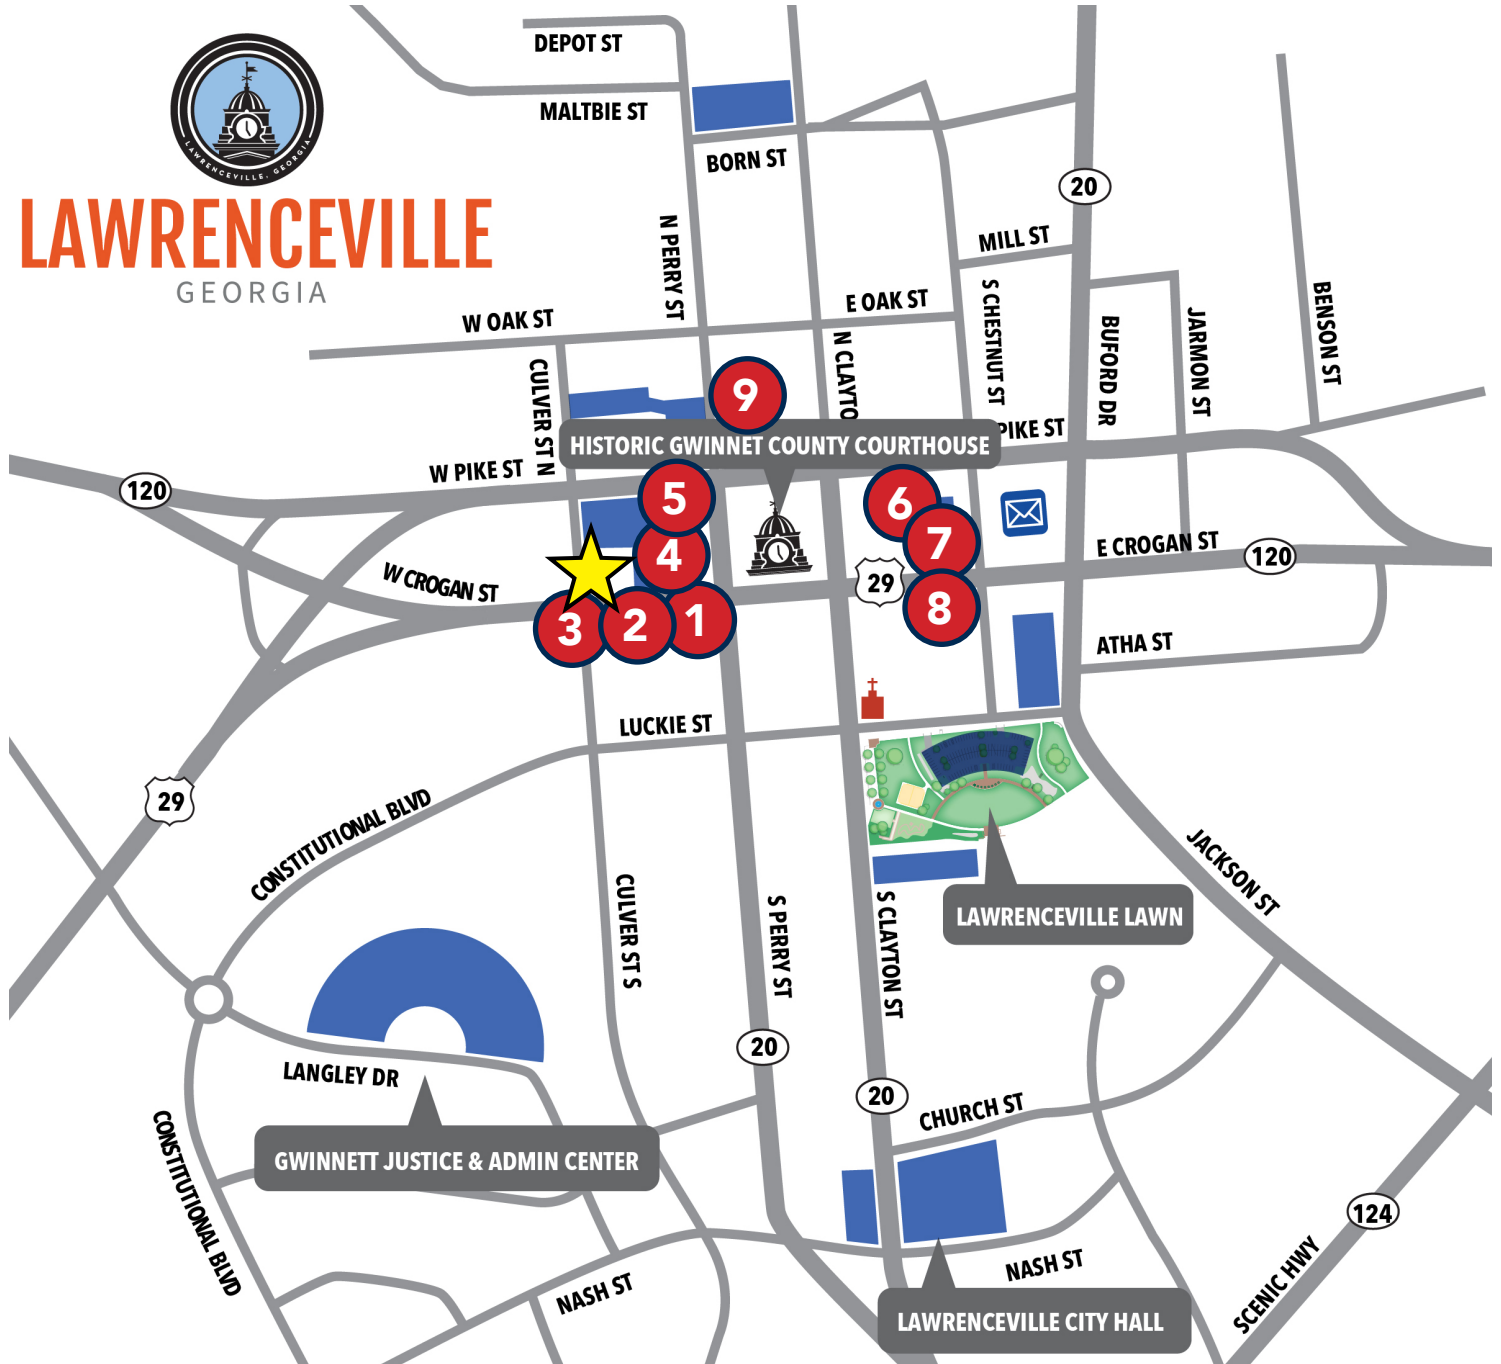 LAWRENCEVILLE, GEORGIA
LAWRENCEVILLE
GEORGIA
DEPOT ST
MALTBIE ST
BORN ST
20
N PERRY ST
MILL ST
W OAK ST
E OAK ST
S CHESTNUT ST
BUFORD DR
JARMON ST
BENSON ST
CULVER ST N
N CLAYTO
9
HISTORIC GWINNET COUNTY COURTHOUSE
PIKE ST
W PIKE ST
120
5
6
7
4
E CROGAN ST
120
W CROGAN ST
29
3
2
1
8
ATHA ST
LUCKIE ST
29
CONSTITUTIONAL BLVD
JACKSON ST
CULVER ST S
S PERRY ST
S CLAYTON ST
LAWRENCEVILLE LAWN
20
LANGLEY DR
20
CHURCH ST
CONSTITUTIONAL BLVD
GWINNETT JUSTICE & ADMIN CENTER
124
NASH ST
NASH ST
SCENIC HWY
LAWRENCEVILLE CITY HALL